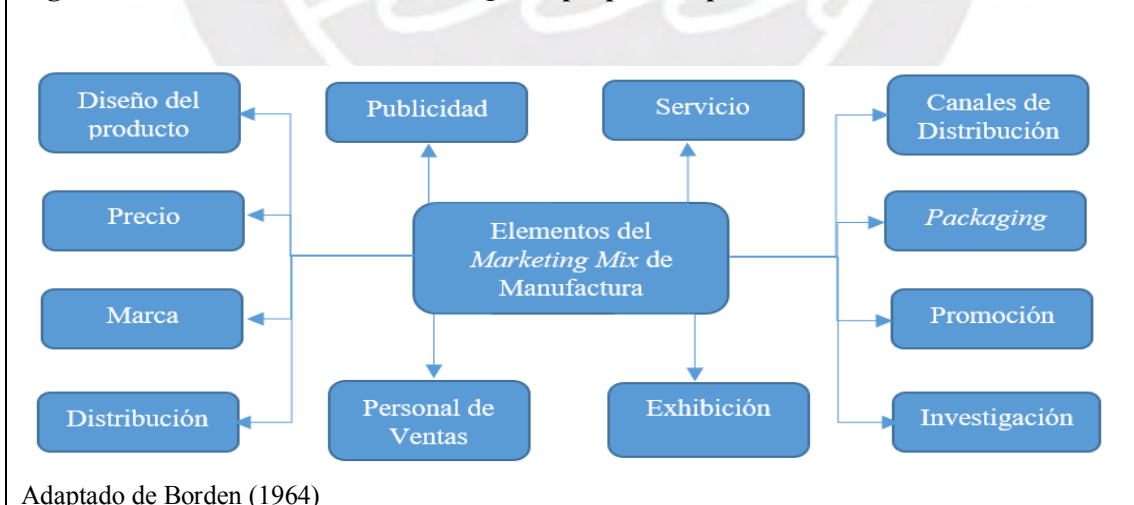 Diseño del
producto
Publicidad
Servicio
Canales de
Distribución
Precio
Elementos del
Marketing Mix de
Manufactura
Packaging
Marca
Promoción
Distribución
Personal de
Ventas
Exhibición
Investigación
Adaptado de Borden (1964)